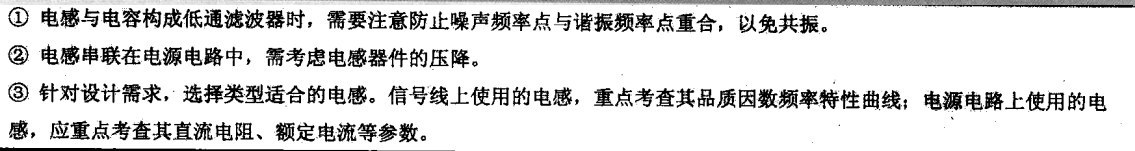 ① 电感与电容构成低通滤波器时，需要注意防止噪声频率点与谐振频率点重合，以免共振。
② 电感串联在电源电路中，需考虑电感器件的压降。
③ 针对设计需求，选择类型适合的电感。信号线上使用的电感，重点考查其品质因数频率特性曲线；电源电路上使用的电
感，应重点考查其直流电阻、额定电流等参数。